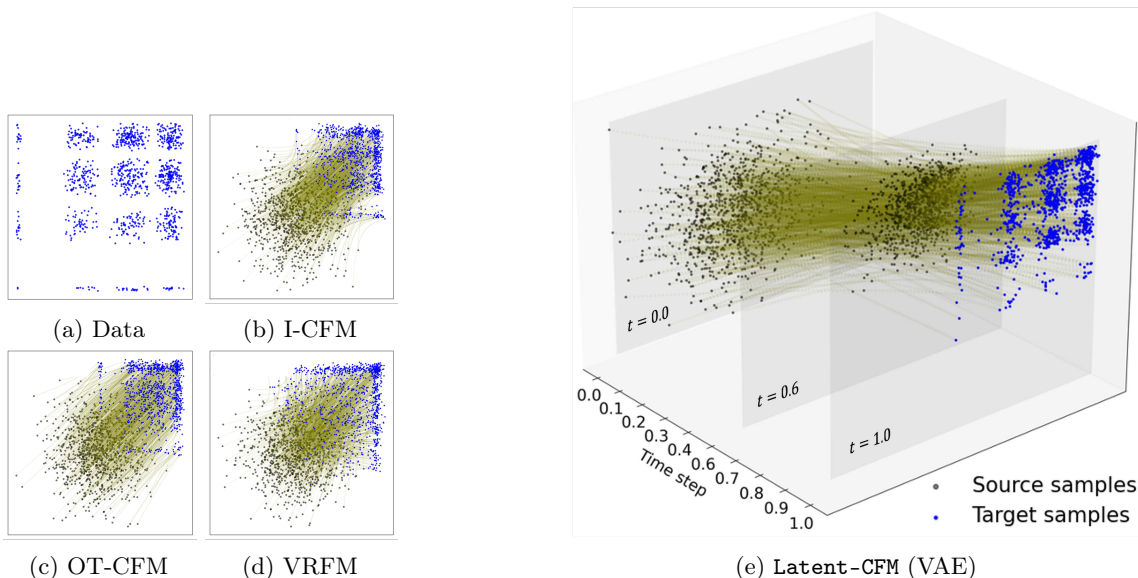 (a) Data
(b) I-CFM
(c) OT-CFM
(d) VRFM
t = 0.0
t = 0.6
t = 1.0
0.0
0.1
0.2
0.3
0.4
0.5
0.6
0.7
0.8
0.9
1.0
Time step
Source samples
Target samples
(e) Latent-CFM (VAE)